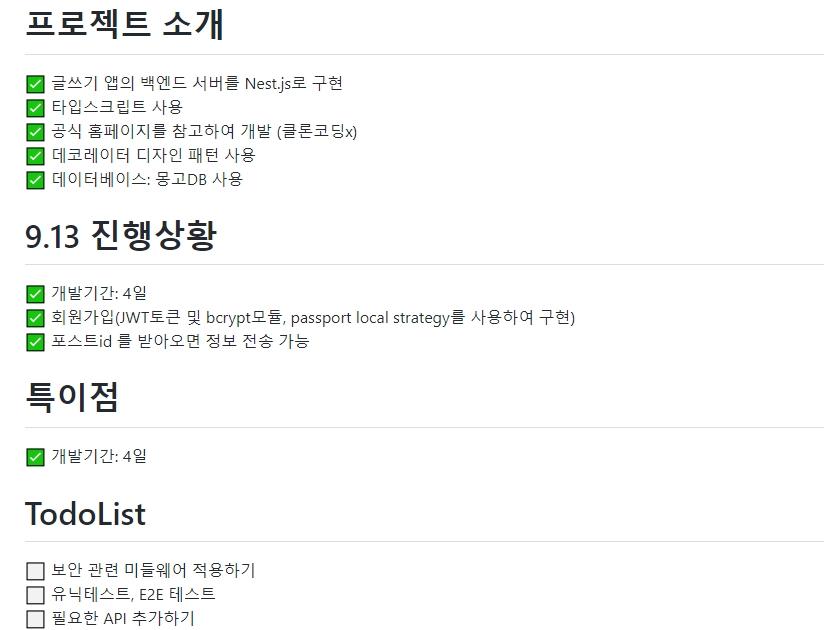 프로젝트 소개
✅ 글쓰기 앱의 백엔드 서버를 Nest.js로 구현
✅ 타입스크립트 사용
✅ 공식 홈페이지를 참고하여 개발 (클론코딩x)
✅ 데코레이터 디자인 패턴 사용
✅ 데이터베이스: 몽고DB 사용
9.13 진행상황
✅ 개발기간: 4일
✅ 회원가입(JWT토큰 및 bcrypt모듈, passport local strategy를 사용하여 구현)
✅ 포스트id 를 받아오면 정보 전송 가능
특이점
✅ 개발기간: 4일
TodoList
⬜ 보안 관련 미들웨어 적용하기
⬜ 유닉테스트, E2E 테스트
⬜ 필요한 API 추가하기